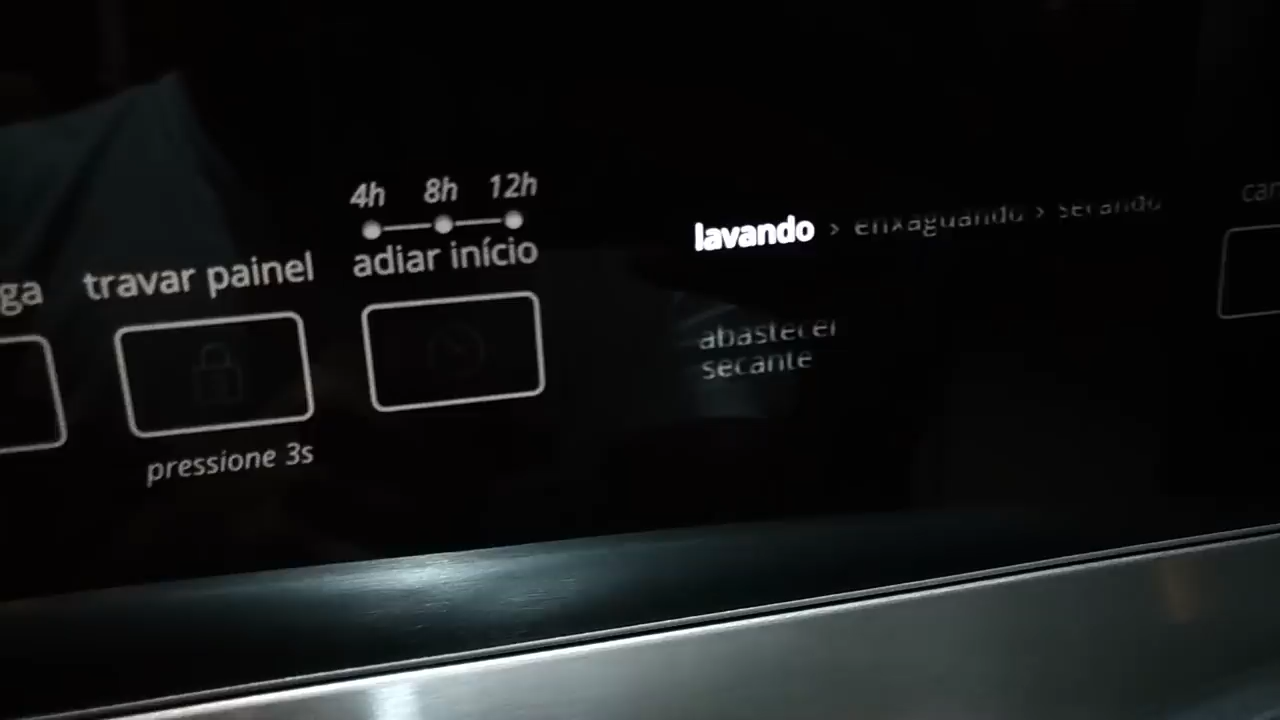 4h 8h 12h
adiar início
travar painel
ga
pressione 3s
lavando > enxaguando > secando
abastecer
secante